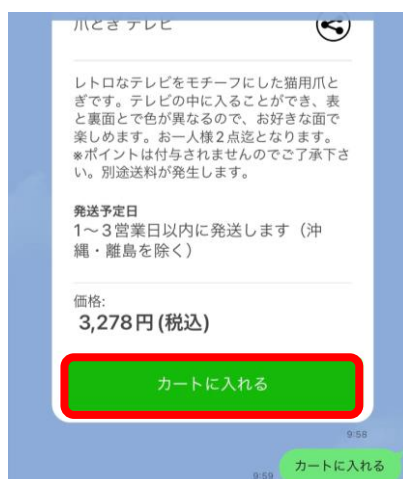 爪とぎ テレビ
レトロなテレビをモチーフにした猫用爪と
ぎです。テレビの中に入ることができ、表
と裏面とで色が異なるので、お好きな面で
楽しめます。お一人様2点迄となります。
※ポイントは付与されませんのでご了承下さ
い。別途送料が発生します。
発送予定日
1～3営業日以内に発送します（沖
縄・離島を除く）
価格:
3,278円(税込)
カートに入れる
9:58
カートに入れる
9:59